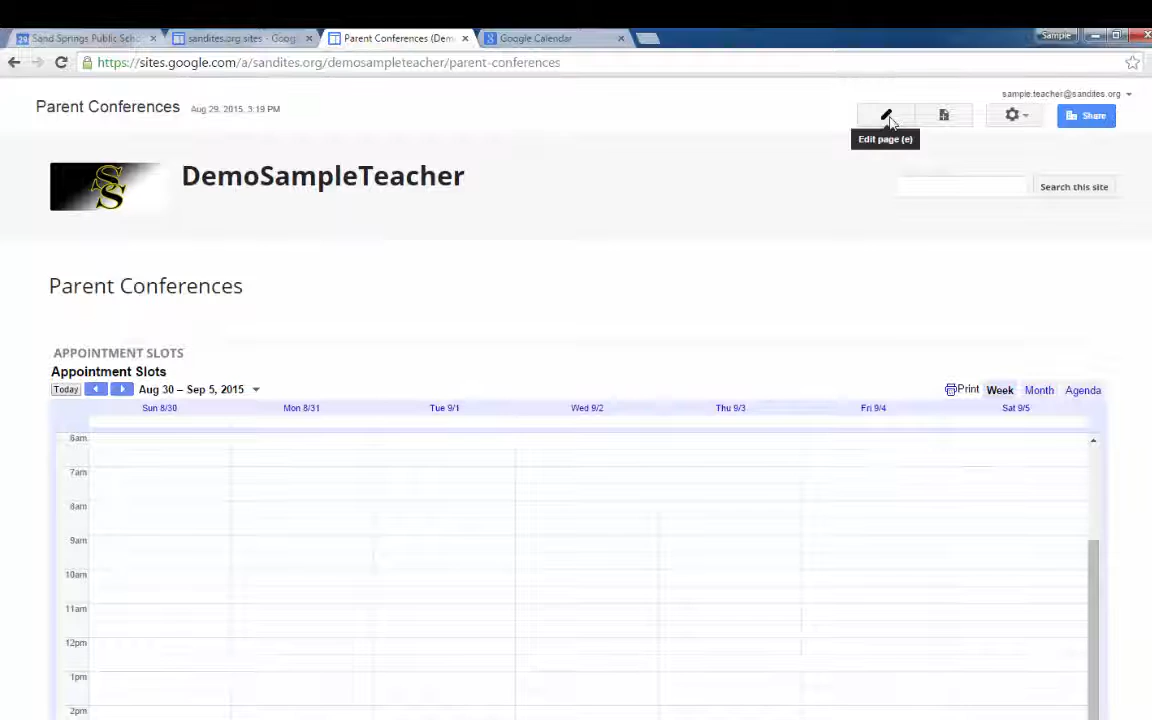 Sand Springs Public Sch
sandites.org sites - Goog
Parent Conferences (Dem
Google Calendar
Sample
https://sites.google.com/a/sandites.org/demosampleteacher/parent-conferences
sample.teacher@sandites.org
Parent Conferences Aug 29, 2015, 3:19 PM
Share
Edit page (e)
SS
DemoSampleTeacher
Search this site
Parent Conferences
APPOINTMENT SLOTS
Appointment Slots
Today Aug 30 – Sep 5, 2015 Print Week Month Agenda
Sun 8/30 Mon 8/31 Tue 9/1 Wed 9/2 Thu 9/3 Fri 9/4 Sat 9/5
6am
7am
8am
9am
10am
11am
12pm
1pm
2pm